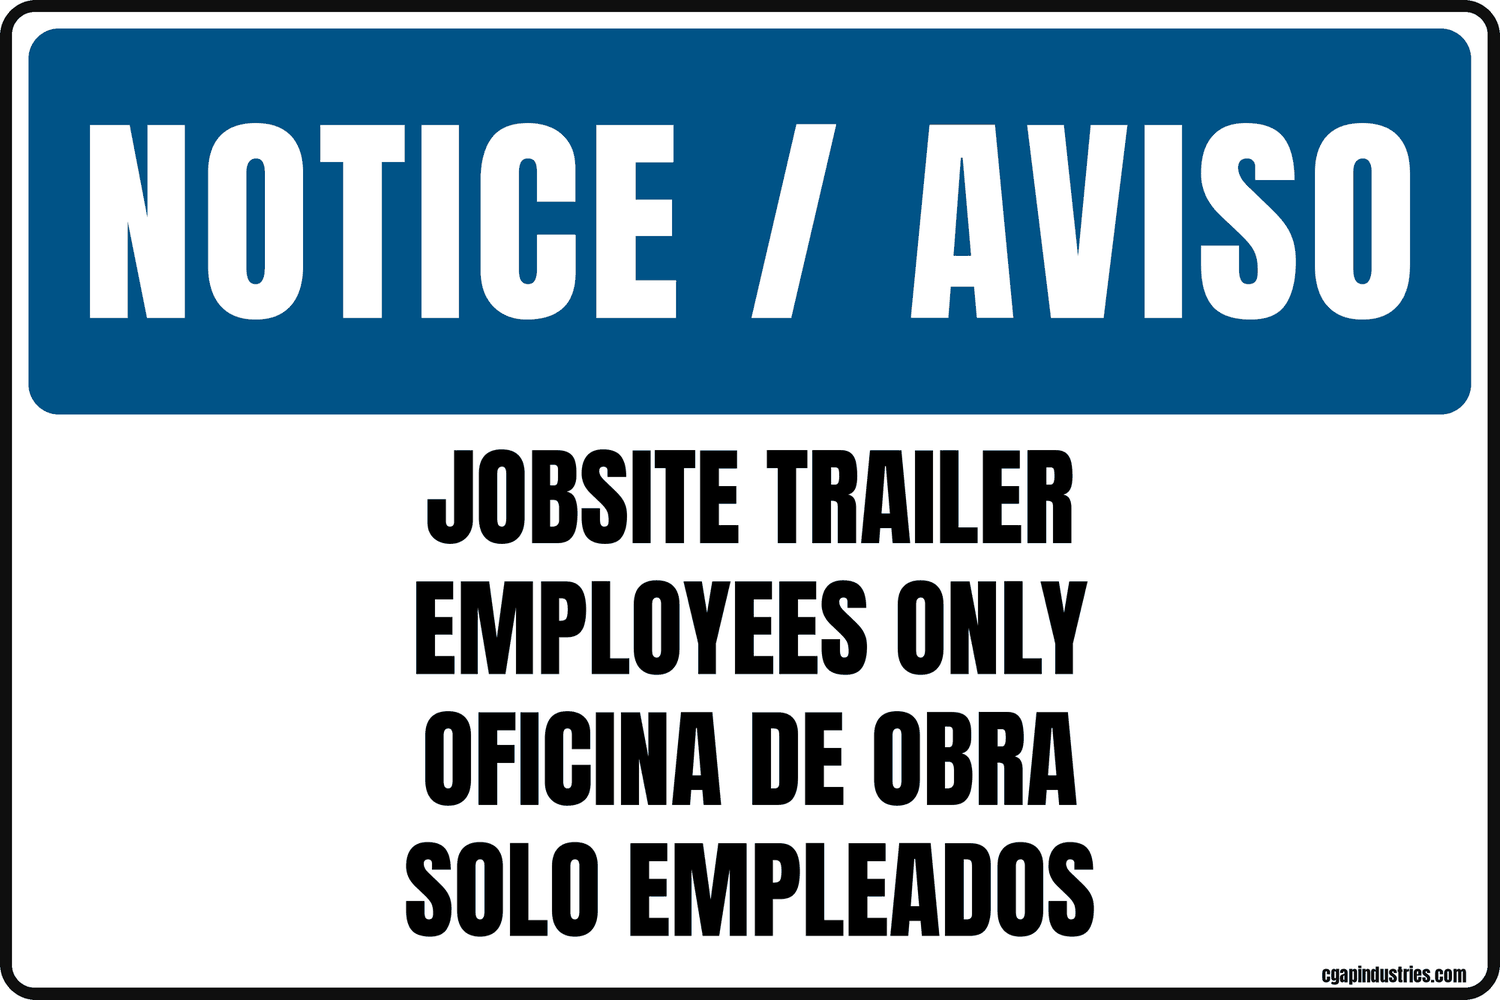 NOTICE / AVISO
JOBSITE TRAILER
EMPLOYEES ONLY
OFICINA DE OBRA
SOLO EMPLEADOS
cgapindustries.com